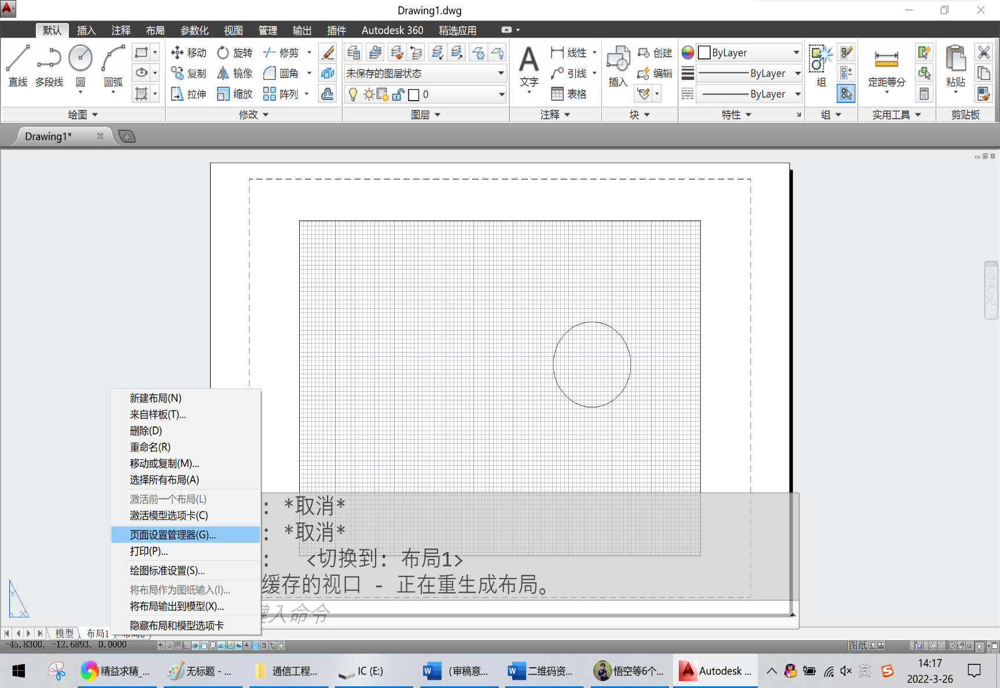 Drawing1.dwg
默认 插入 注释 布局 参数化 视图 管理 输出 插件 Autodesk 360 精选应用
移动 旋转 修剪 线性 创建 ByLayer
未保存的图层状态
复制 镜像 圆角 引线 编辑 ByLayer
直线 多段线 圆 圆弧 文字 插入 组 定距等分 粘贴
拉伸 缩放 阵列 0 表格 ByLayer
绘图 修改 图层 注释 块 特性 组 实用工具 剪贴板
Drawing1*
新建布局(N)
来自样板(T)...
删除(D)
重命名(R)
移动或复制(M)...
选择所有布局(A)
激活前一个布局(L)
激活模型选项卡(C)
页面设置管理器(G)...
打印(P)...
绘图标准设置(S)...
将布局作为图纸输入(I)...
将布局输出到模型(X)...
隐藏布局和模型选项卡
: *取消*
: *取消*
: <切换到: 布局1>
缓存的视口 - 正在重生成布局。
键入命令
Y
X
模型 布局1
-45.8300, -12.6893, 0.0000
图纸
精益求精_... 无标题 - ... 通信工程... IC (E:) (审稿意... 二维码资... 悟空等6个... Autodesk ...
英
14:17
2022-3-26